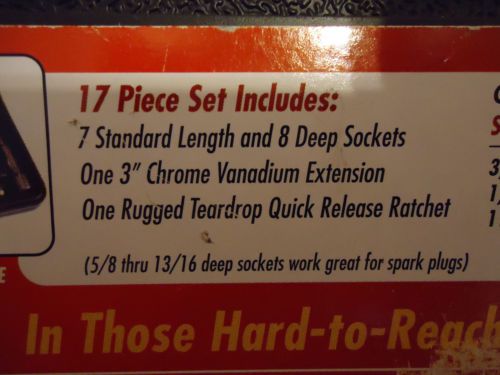 17 Piece Set Includes:
7 Standard Length and 8 Deep Sockets
One 3" Chrome Vanadium Extension
One Rugged Teardrop Quick Release Ratchet
(5/8 thru 13/16 deep sockets work great for spark plugs)
In Those Hard-to-Reach